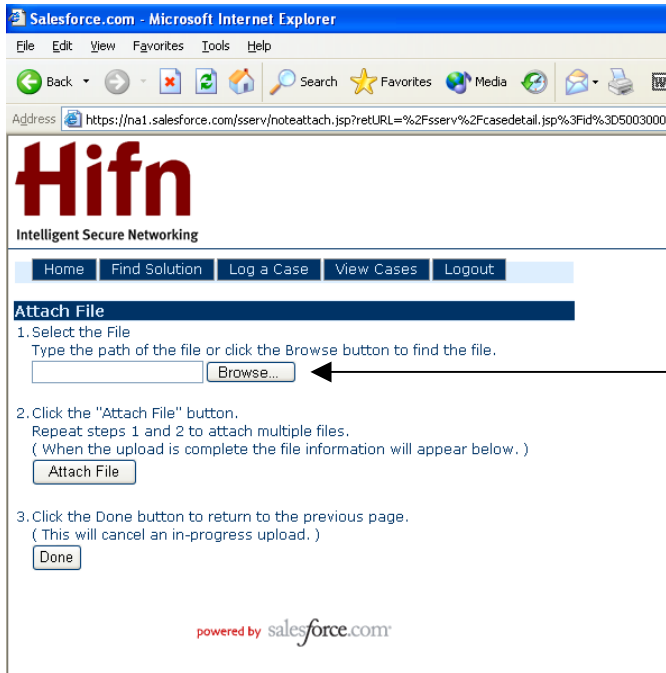 Salesforce.com - Microsoft Internet Explorer
File Edit View Favorites Tools Help
Back Search Favorites Media
Address https://na1.salesforce.com/sserv/noteattach.jsp?retURL=%2Fsserv%2Fcasedetail.jsp%3Fid%3D5003000
Hifn
Intelligent Secure Networking
Home Find Solution Log a Case View Cases Logout
Attach File
1. Select the File
Type the path of the file or click the Browse button to find the file.
Browse...
2. Click the "Attach File" button.
Repeat steps 1 and 2 to attach multiple files.
( When the upload is complete the file information will appear below. )
Attach File
3. Click the Done button to return to the previous page.
( This will cancel an in-progress upload. )
Done
powered by salesforce.com